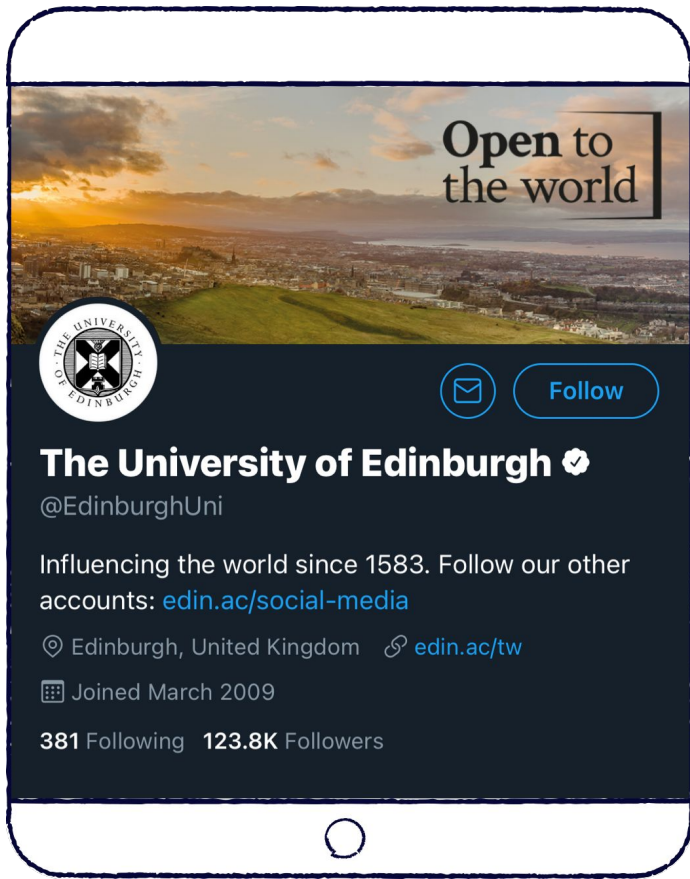 Open to
the world
THE UNIVERSITY OF EDINBURGH
Follow
The University of Edinburgh
@EdinburghUni
Influencing the world since 1583. Follow our other
accounts: edin.ac/social-media
Edinburgh, United Kingdom edin.ac/tw
Joined March 2009
381 Following 123.8K Followers